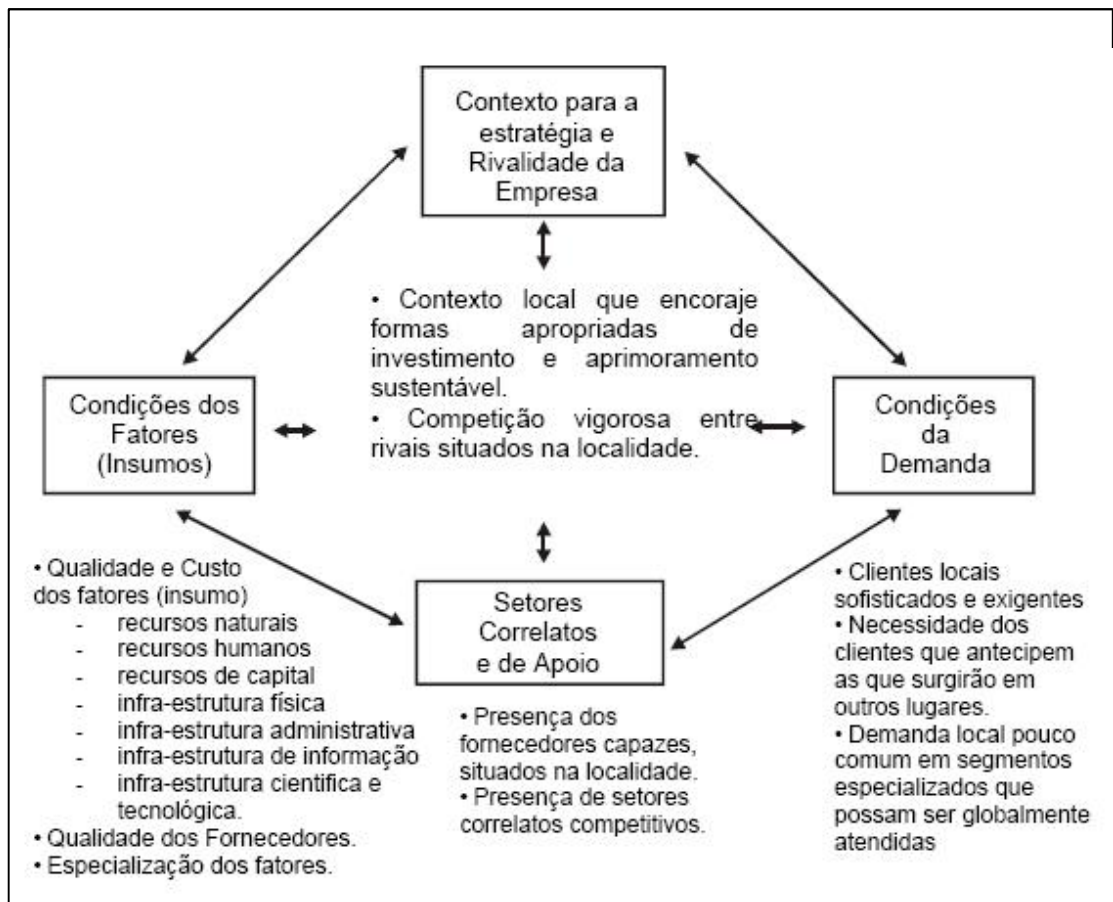 Contexto para a
estratégia e
Rivalidade da
Empresa
• Contexto local que encoraje
formas apropriadas de
investimento e aprimoramento
sustentável.
• Competição vigorosa entre
rivais situados na localidade.
Condições dos
Fatores
(Insumos)
Condições
da
Demanda
• Qualidade e Custo
dos fatores (insumo)
- recursos naturais
- recursos humanos
- recursos de capital
- infra-estrutura física
- infra-estrutura administrativa
- infra-estrutura de informação
- infra-estrutura cientifica e
tecnológica.
• Qualidade dos Fornecedores.
• Especialização dos fatores.
Setores
Correlatos
e de Apoio
• Presença dos
fornecedores capazes,
situados na localidade.
• Presença de setores
correlatos competitivos.
• Clientes locais
sofisticados e exigentes
• Necessidade dos
clientes que antecipem
as que surgirão em
outros lugares.
• Demanda local pouco
comum em segmentos
especializados que
possam ser globalmente
atendidas